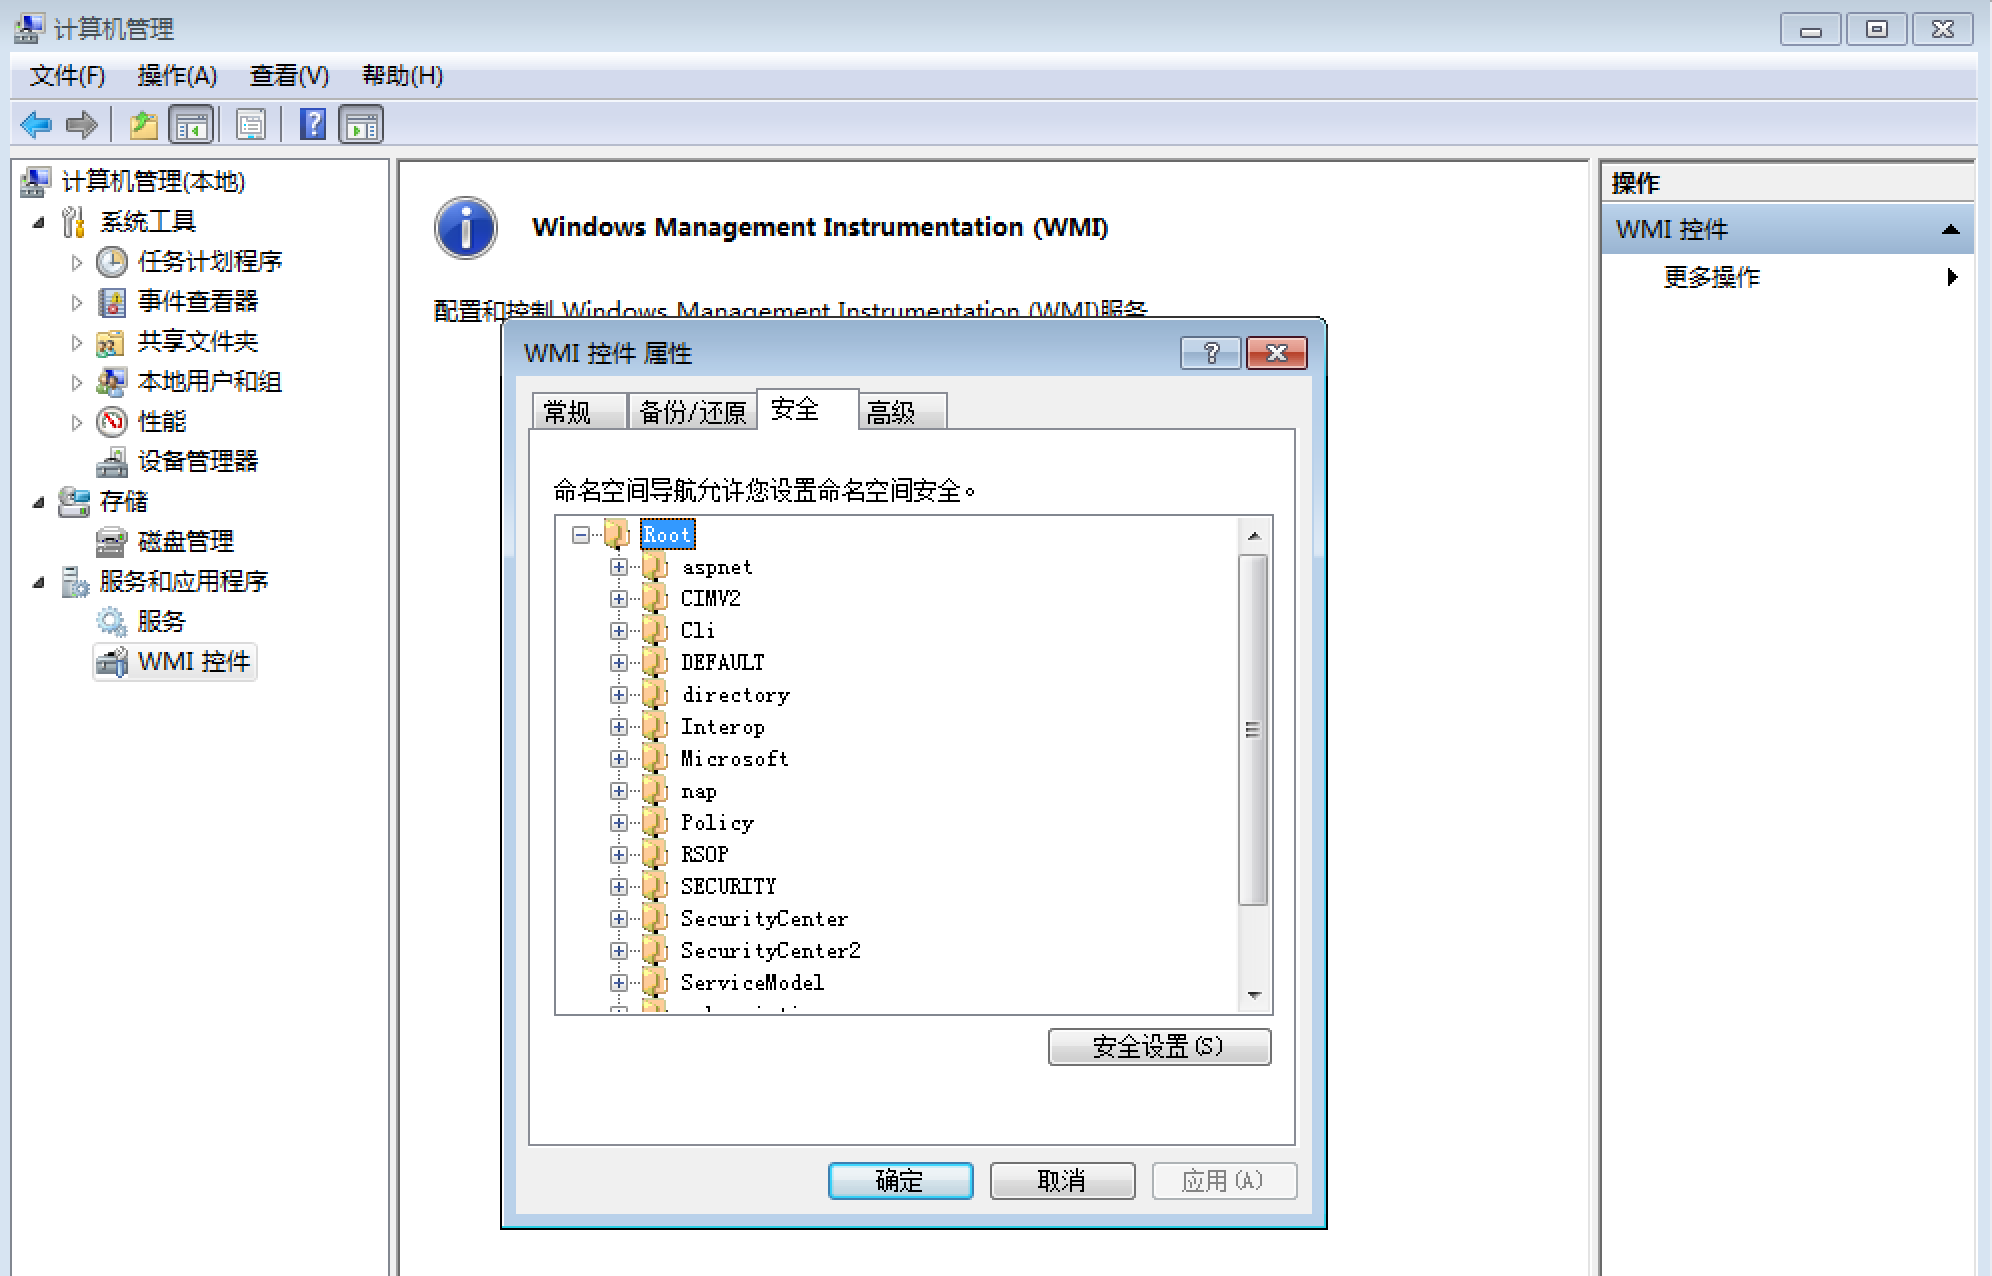 计算机管理
文件(F) 操作(A) 查看(V) 帮助(H)
计算机管理(本地)
系统工具
任务计划程序
事件查看器
共享文件夹
本地用户和组
性能
设备管理器
存储
磁盘管理
服务和应用程序
服务
WMI 控件
Windows Management Instrumentation (WMI)
配置和控制 Windows Management Instrumentation (WMI)服务
WMI 控件 属性
常规 备份/还原 安全 高级
命名空间导航允许您设置命名空间安全。
Root
aspnet
CIMV2
Cli
DEFAULT
directory
Interop
Microsoft
nap
Policy
RSOP
SECURITY
SecurityCenter
SecurityCenter2
ServiceModel
安全设置(S)
确定 取消 应用(A)
操作
WMI 控件
更多操作